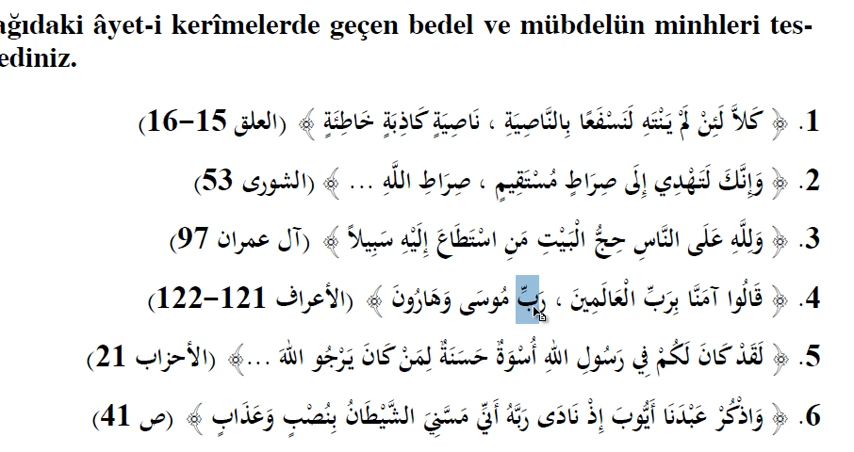 ağıdaki âyet-i kerîmelerde geçen bedel ve mübdelün minhleri tes-
ediniz.
1. ﴿ كَلاَّ لَئِنْ لَمْ يَنْتَهِ لَنَسْفَعًا بِالنَّاصِيَةِ ، نَاصِيَةٍ كَاذِبَةٍ خَاطِئَةٍ ﴾ (العلق 15–16)
2. ﴿ وَإِنَّكَ لَتَهْدِي إِلَى صِرَاطٍ مُسْتَقِيمٍ ، صِرَاطِ اللَّهِ ... ﴾ (الشورى 53)
3. ﴿ وَلِلَّهِ عَلَى النَّاسِ حِجُّ الْبَيْتِ مَنِ اسْتَطَاعَ إِلَيْهِ سَبِيلاً ﴾ (آل عمران 97)
4. ﴿ قَالُوا آمَنَّا بِرَبِّ الْعَالَمِينَ ، رَبِّ مُوسَى وَهَارُونَ ﴾ (الأعراف 121–122)
5. ﴿ لَقَدْ كَانَ لَكُمْ فِي رَسُولِ اللهِ أُسْوَةٌ حَسَنَةٌ لِمَنْ كَانَ يَرْجُو اللهَ ...﴾ (الأحزاب 21)
6. ﴿ وَاذْكُرْ عَبْدَنَا أَيُّوبَ إِذْ نَادَى رَبَّهُ أَنِّي مَسَّنِيَ الشَّيْطَانُ بِنُصْبٍ وَعَذَابٍ ﴾ (ص 41)